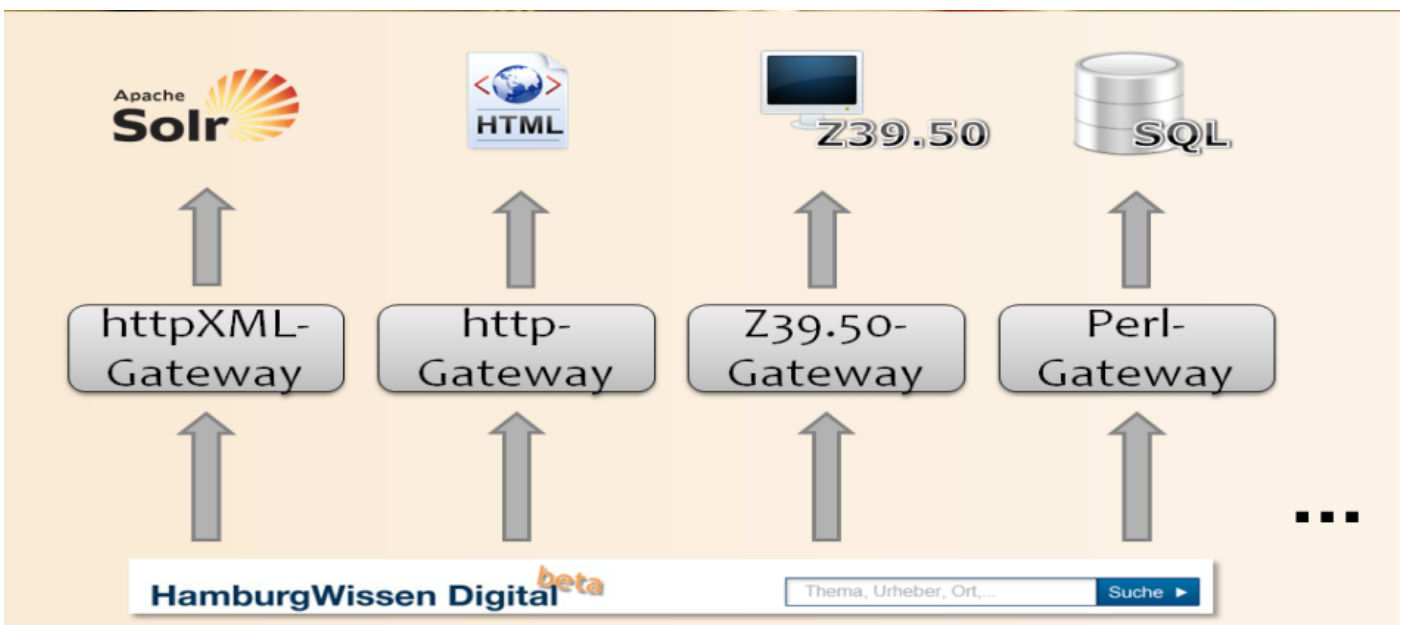 Apache
Solr
<>
HTML
Z39.50
SQL
httpXML-
Gateway
http-
Gateway
Z39.50-
Gateway
Perl-
Gateway
...
HamburgWissen Digital beta
Thema, Urheber, Ort,...
Suche ►